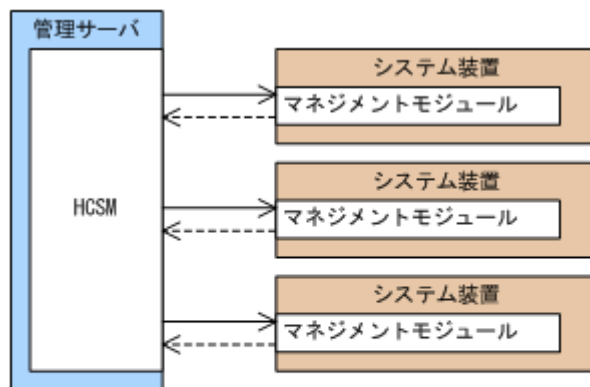 管理サーバ
HCSM
システム装置
マネジメントモジュール
システム装置
マネジメントモジュール
システム装置
マネジメントモジュール